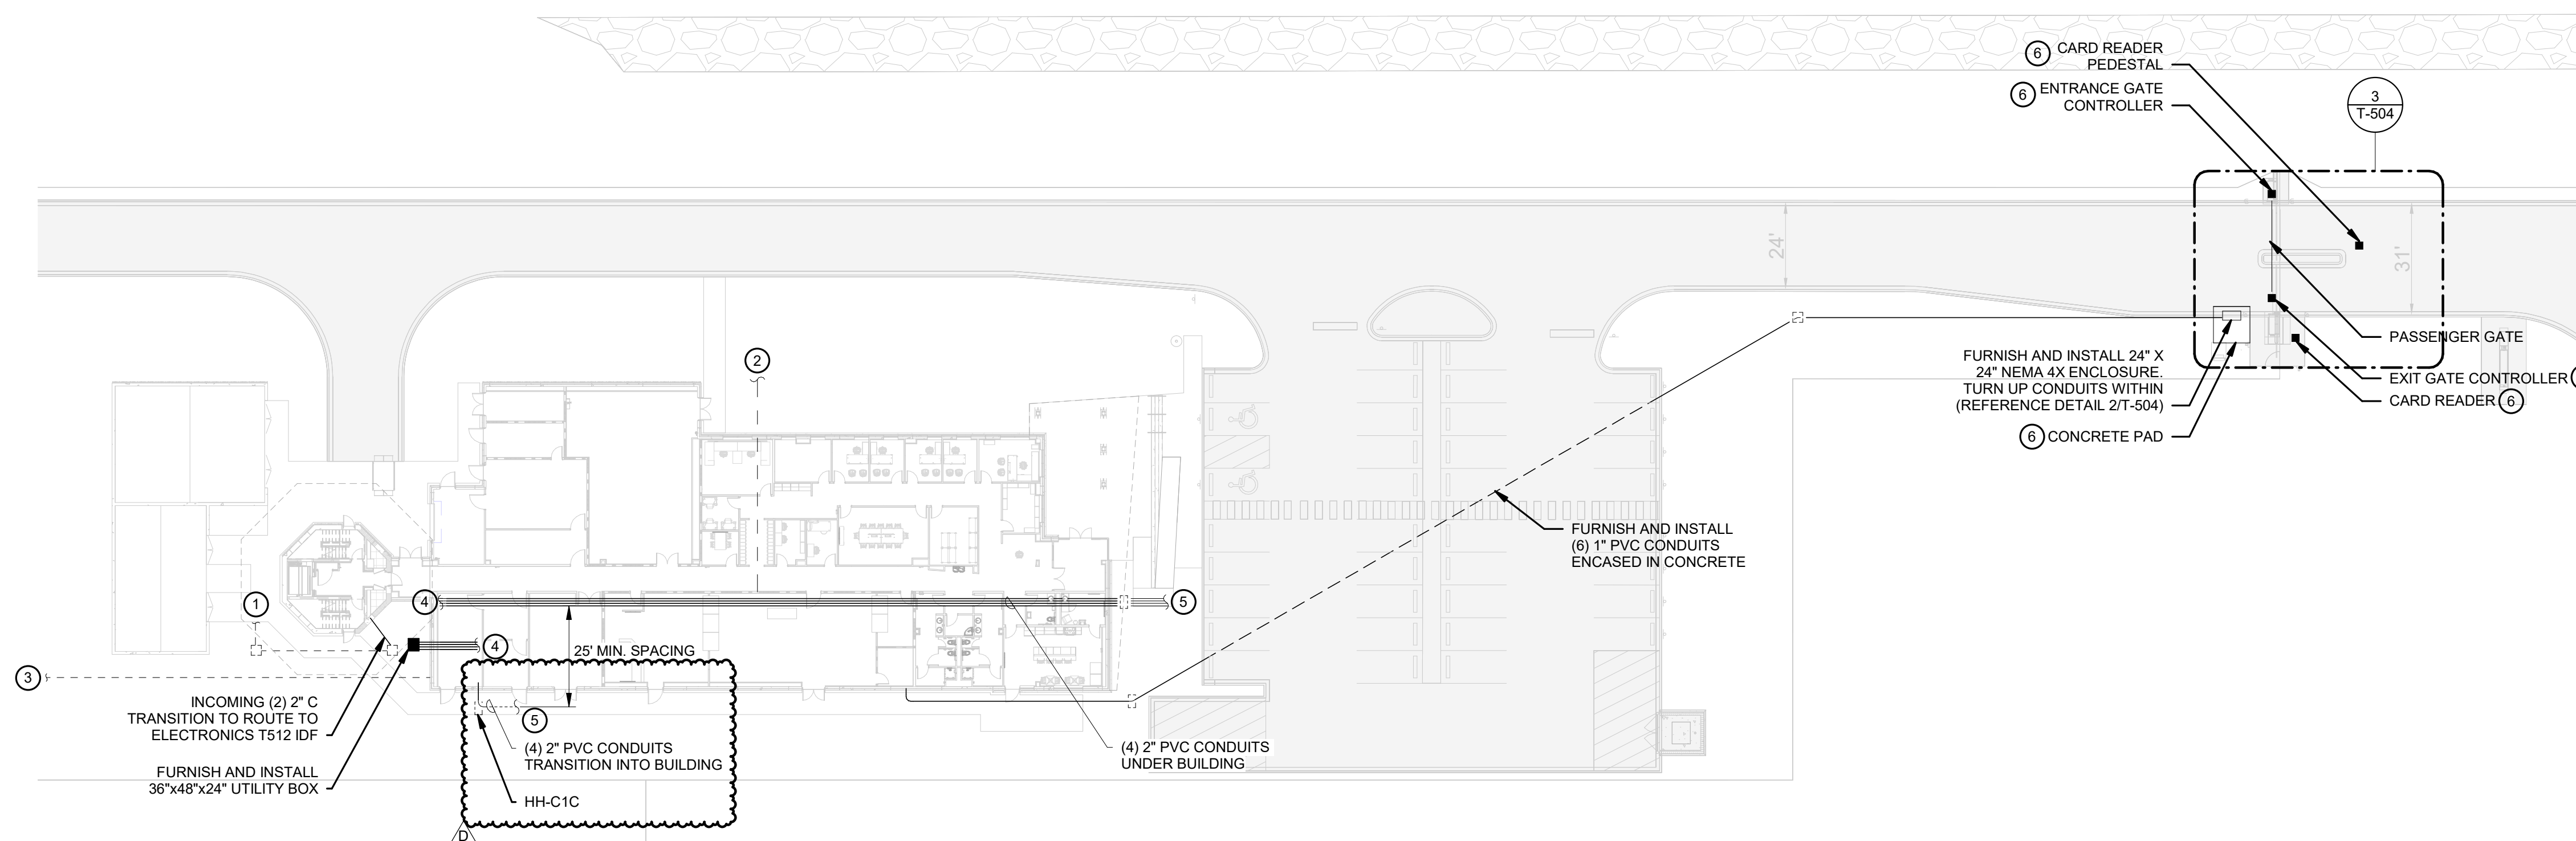 6 CARD READER
PEDESTAL
6 ENTRANCE GATE
CONTROLLER
3
T-504
24'
31'
PASSENGER GATE
FURNISH AND INSTALL 24" X
24" NEMA 4X ENCLOSURE.
TURN UP CONDUITS WITHIN
(REFERENCE DETAIL 2/T-504)
EXIT GATE CONTROLLER
CARD READER 6
6 CONCRETE PAD
2
FURNISH AND INSTALL
(6) 1" PVC CONDUITS
ENCASED IN CONCRETE
1
4
5
4
25' MIN. SPACING
3
INCOMING (2) 2" C
TRANSITION TO ROUTE TO
ELECTRONICS T512 IDF
5
(4) 2" PVC CONDUITS
TRANSITION INTO BUILDING
(4) 2" PVC CONDUITS
UNDER BUILDING
FURNISH AND INSTALL
36"x48"x24" UTILITY BOX
HH-C1C
D